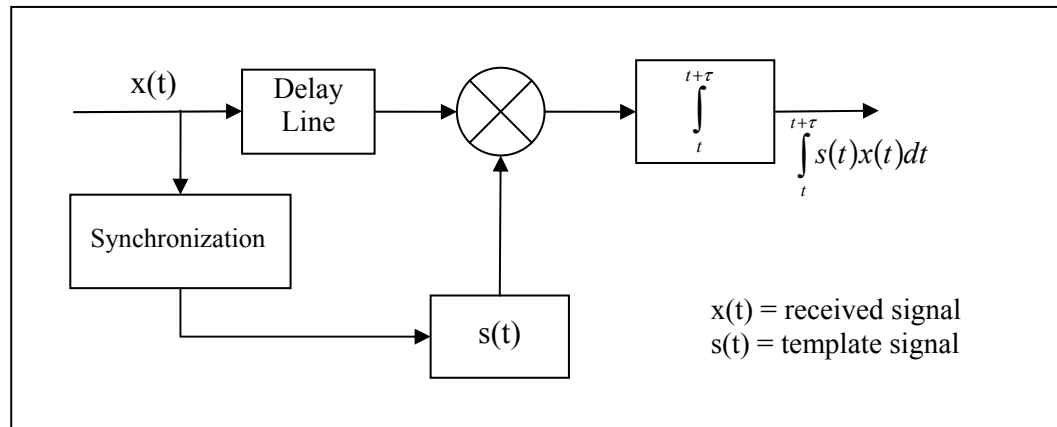 x(t)
Delay
Line
t+τ
∫
t
t+τ
∫ s(t)x(t)dt
t
Synchronization
s(t)
x(t) = received signal
s(t) = template signal